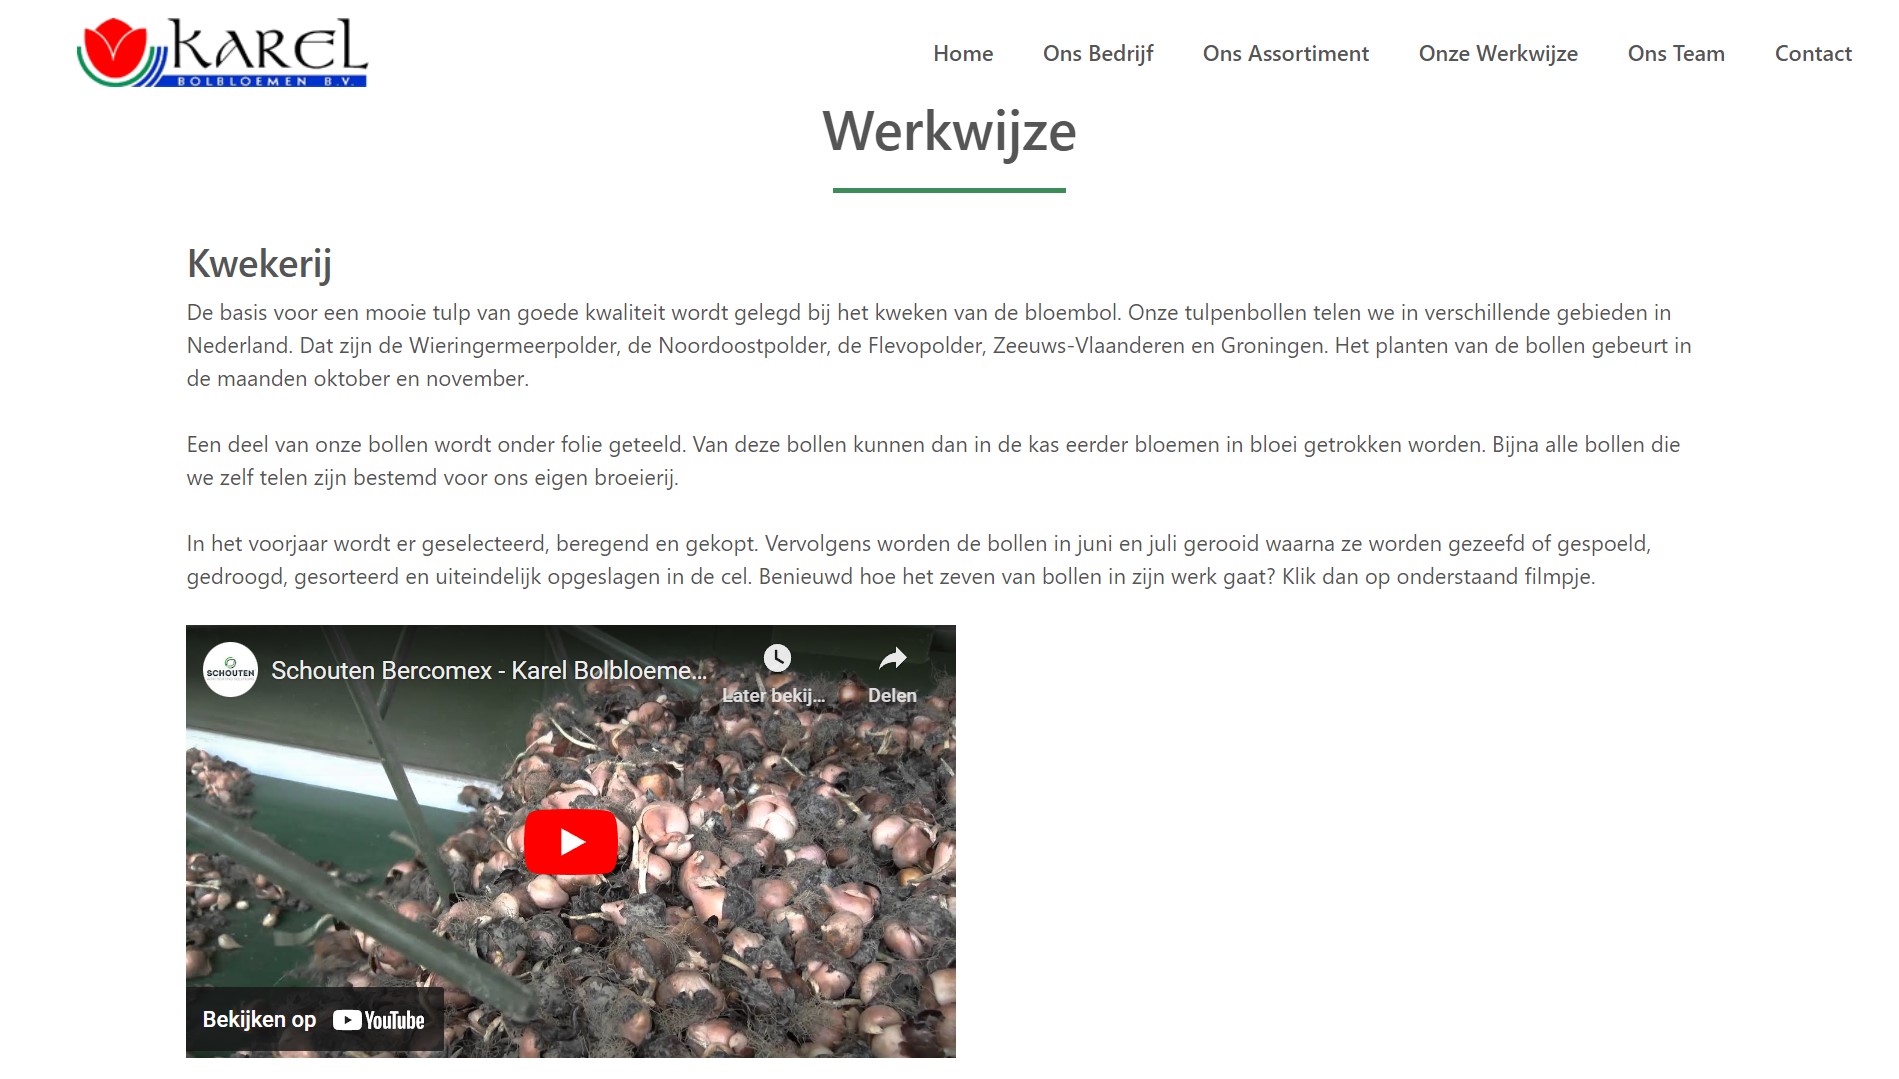 KAREL
BOLBLOEMEN B.V.
Home
Ons Bedrijf
Ons Assortiment
Onze Werkwijze
Ons Team
Contact
Werkwijze
Kwekerij
De basis voor een mooie tulp van goede kwaliteit wordt gelegd bij het kweken van de bloembol. Onze tulpenbollen telen we in verschillende gebieden in
Nederland. Dat zijn de Wieringermeerpolder, de Noordoostpolder, de Flevopolder, Zeeuws-Vlaanderen en Groningen. Het planten van de bollen gebeurt in
de maanden oktober en november.
Een deel van onze bollen wordt onder folie geteeld. Van deze bollen kunnen dan in de kas eerder bloemen in bloei getrokken worden. Bijna alle bollen die
we zelf telen zijn bestemd voor ons eigen broeierij.
In het voorjaar wordt er geselecteerd, beregend en gekopt. Vervolgens worden de bollen in juni en juli gerooid waarna ze worden gezeefd of gespoeld,
gedroogd, gesorteerd en uiteindelijk opgeslagen in de cel. Benieuwd hoe het zeven van bollen in zijn werk gaat? Klik dan op onderstaand filmpje.
SCHOUTEN
Schouten Bercomex - Karel Bolbloeme...
Later bekij...
Delen
Bekijken op YouTube